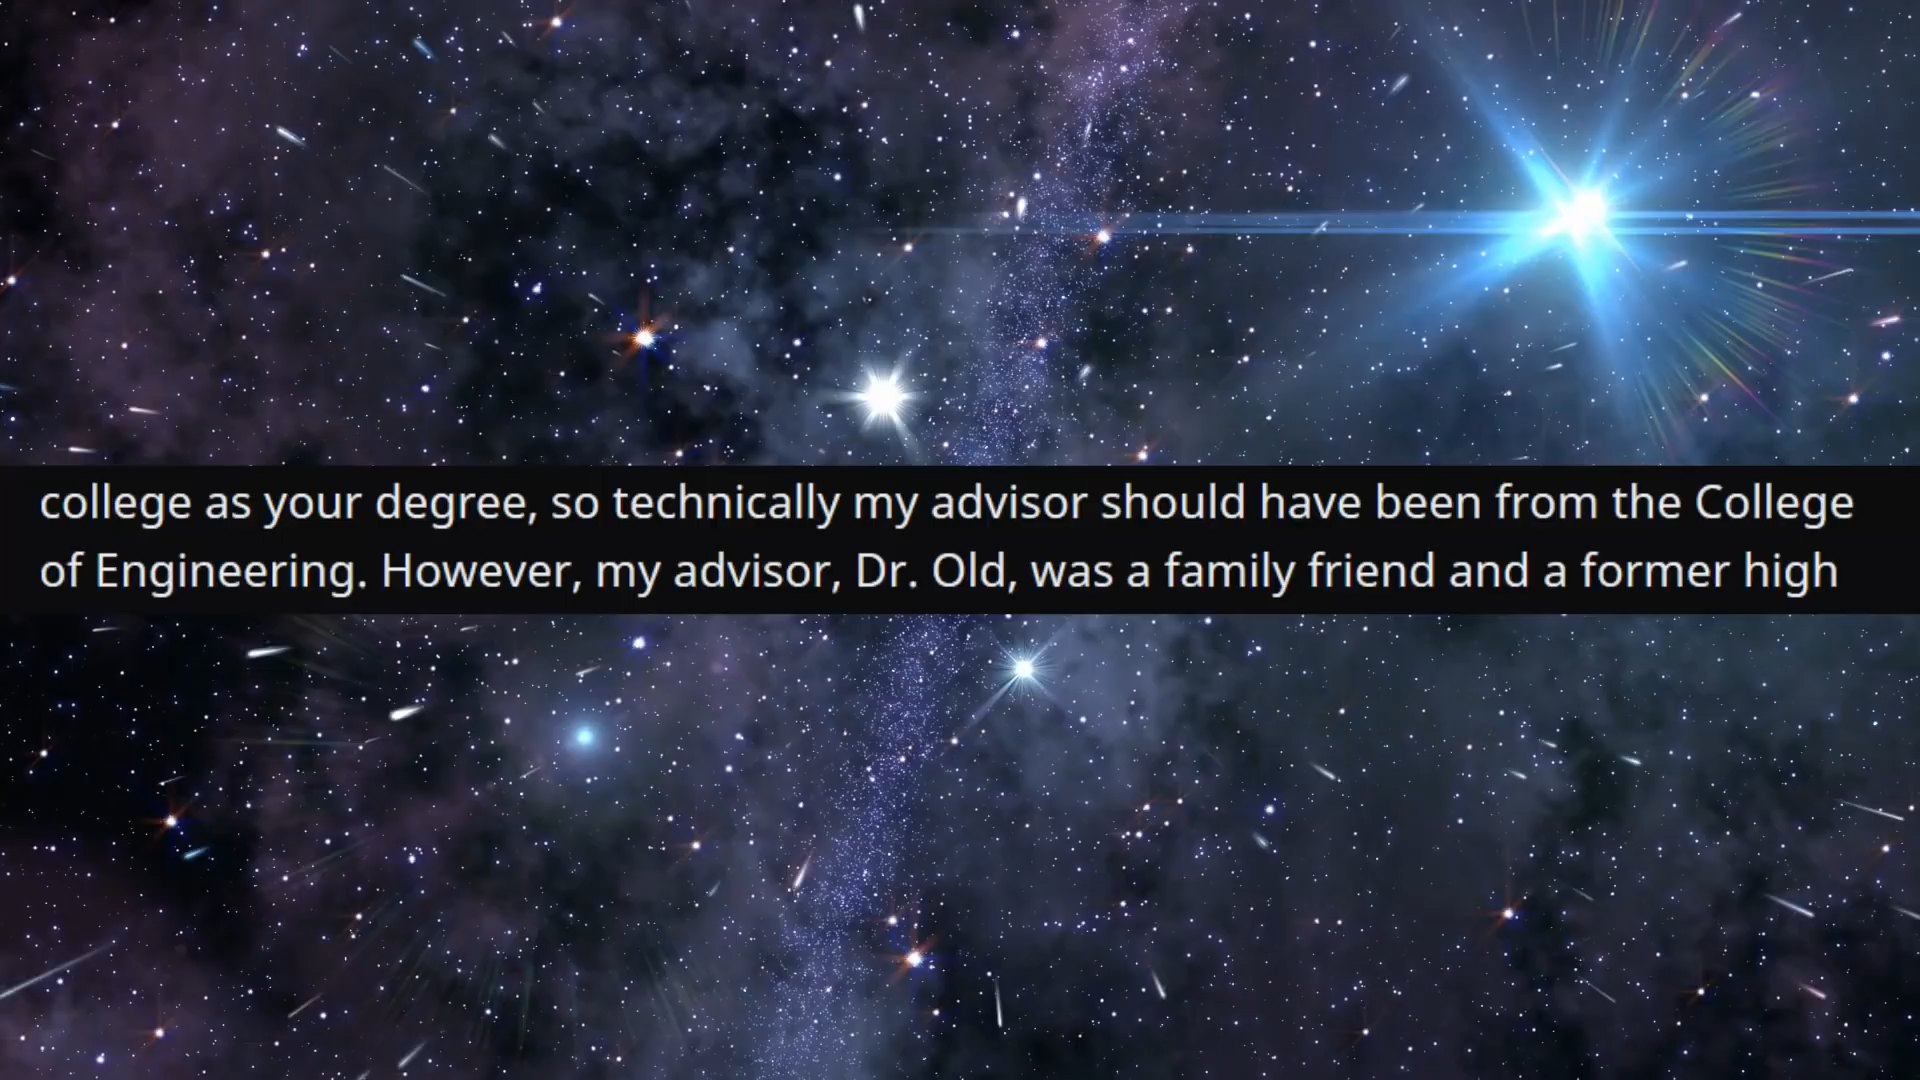 college as your degree, so technically my advisor should have been from the College
of Engineering. However, my advisor, Dr. Old, was a family friend and a former high